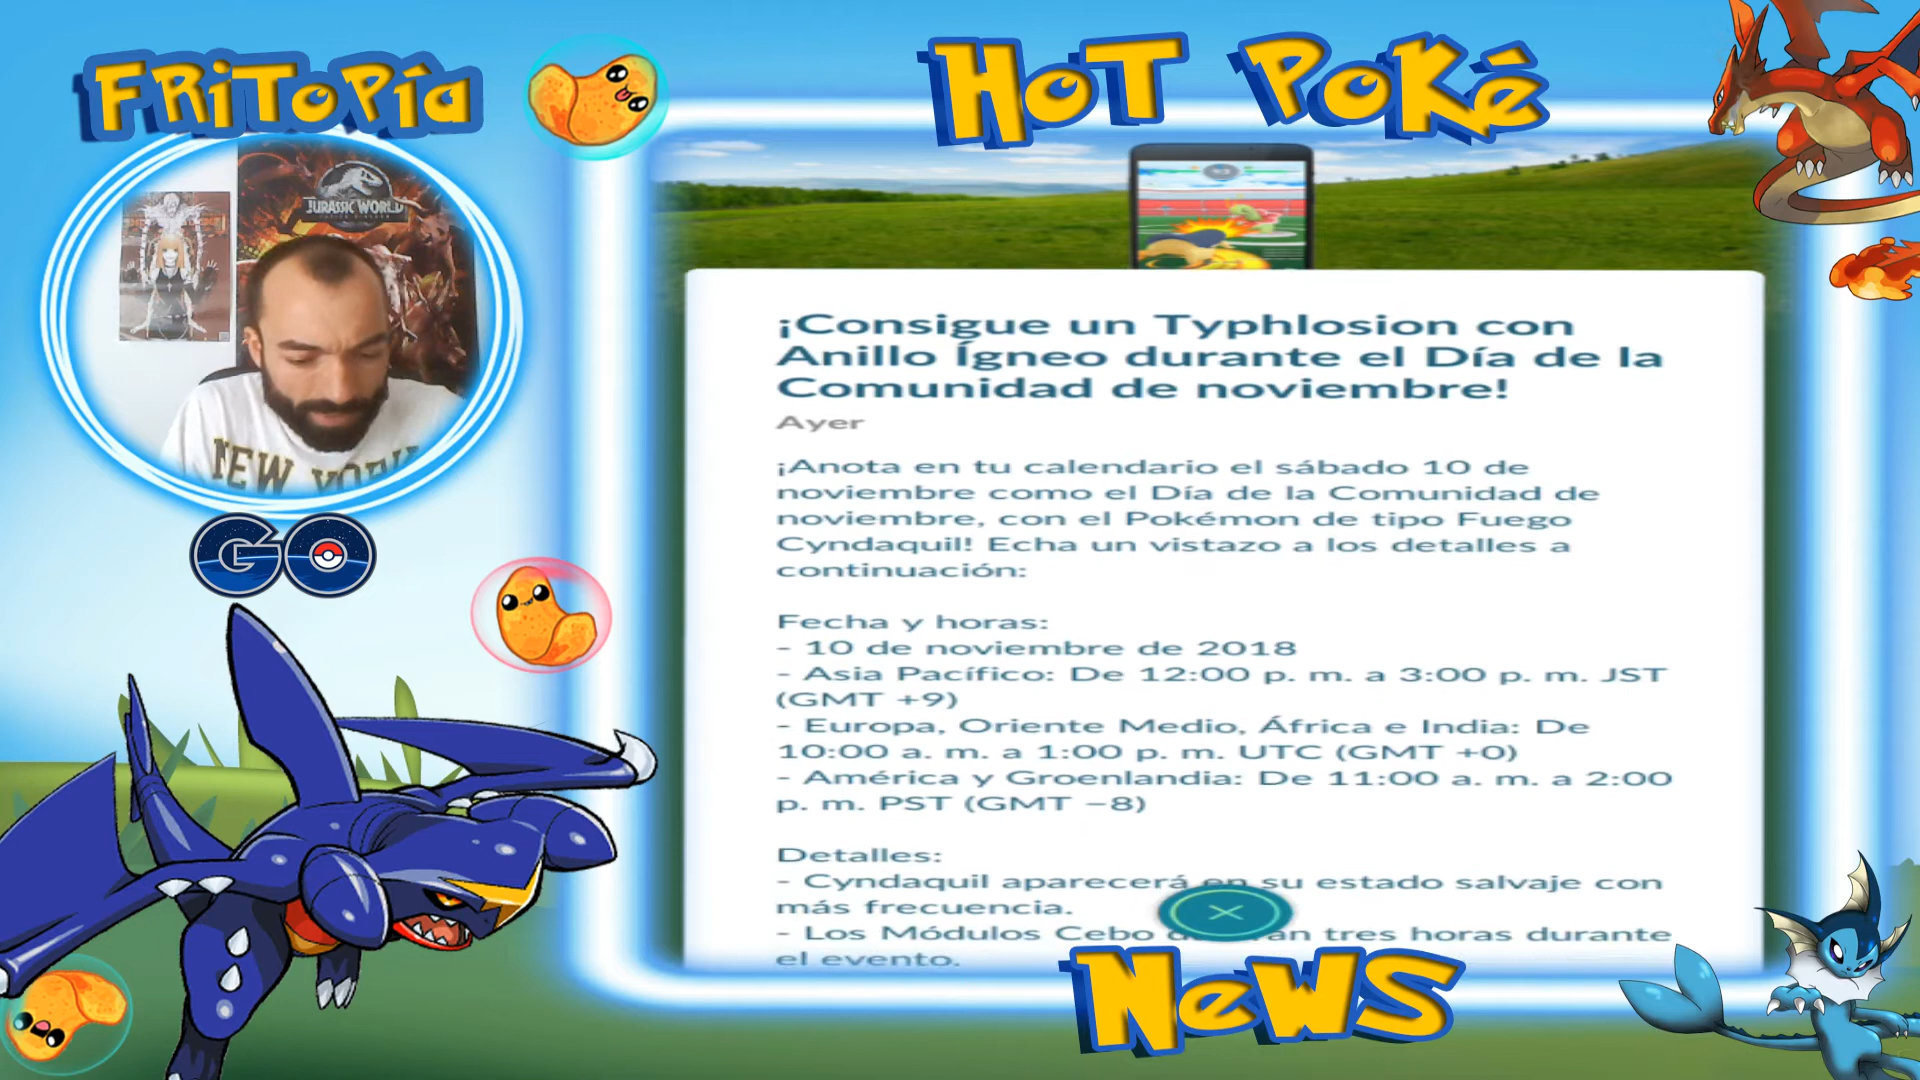 FRiToPía
HoT PoKé
JURASSIC WORLD
NEW YORK
GO
¡Consigue un Typhlosion con
Anillo Ígneo durante el Día de la
Comunidad de noviembre!
Ayer
¡Anota en tu calendario el sábado 10 de
noviembre como el Día de la Comunidad de
noviembre, con el Pokémon de tipo Fuego
Cyndaquil! Echa un vistazo a los detalles a
continuación:
Fecha y horas:
- 10 de noviembre de 2018
- Asia Pacífico: De 12:00 p. m. a 3:00 p. m. JST
(GMT +9)
- Europa, Oriente Medio, África e India: De
10:00 a. m. a 1:00 p. m. UTC (GMT +0)
- América y Groenlandia: De 11:00 a. m. a 2:00
p. m. PST (GMT −8)
Detalles:
- Cyndaquil aparecerá en su estado salvaje con
más frecuencia.
- Los Módulos Cebo tres horas durante
el evento.
NeWS